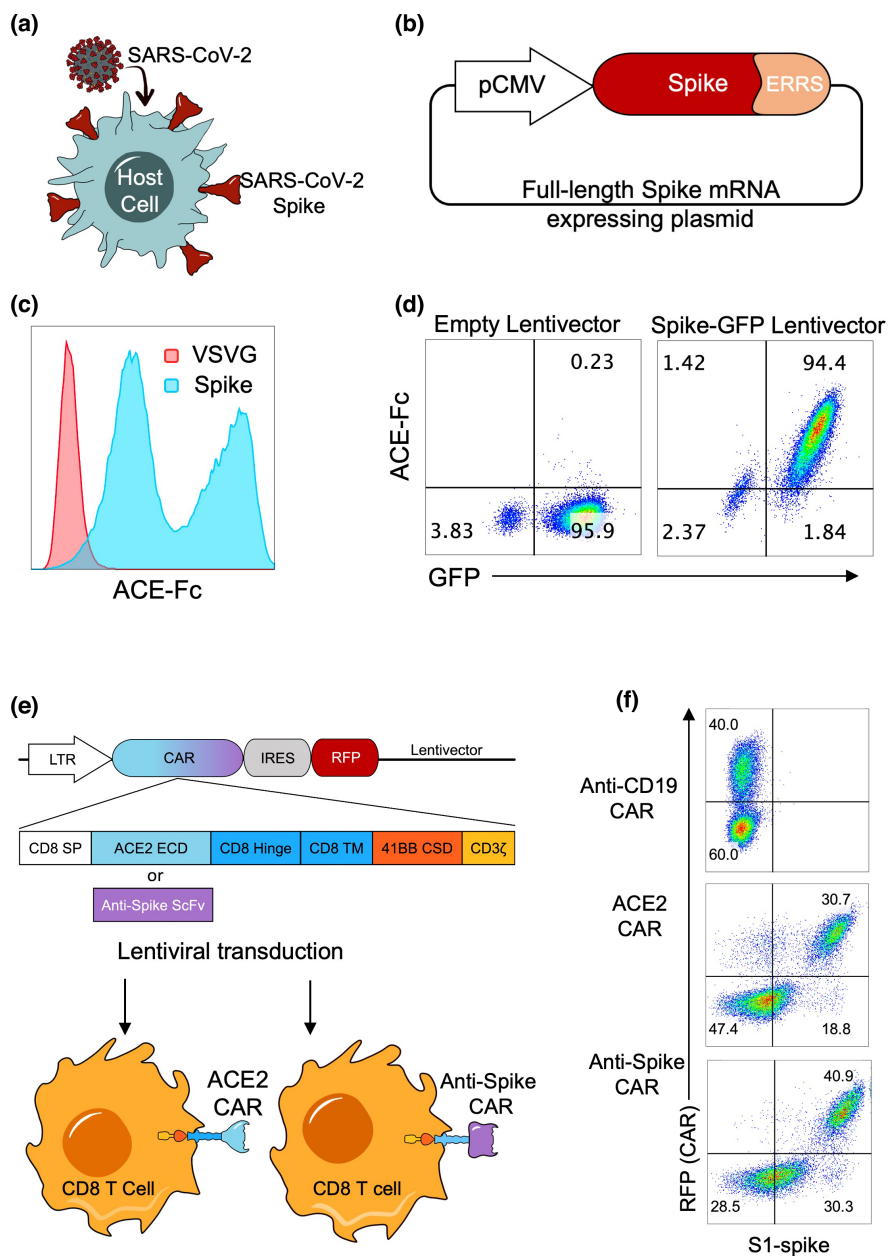 (a)
SARS-CoV-2
Host
Cell
SARS-CoV-2
Spike
(b)
pCMV
Spike
ERRS
Full-length Spike mRNA
expressing plasmid
(c)
VSVG
Spike
ACE-Fc
(d)
Empty Lentivector
Spike-GFP Lentivector
ACE-Fc
0.23
3.83
95.9
1.42
94.4
2.37
1.84
GFP
(e)
LTR
CAR
IRES
RFP
Lentivector
CD8 SP
ACE2 ECD
CD8 Hinge
CD8 TM
41BB CSD
CD3ζ
or
Anti-Spike ScFv
Lentiviral transduction
ACE2
CAR
CD8 T Cell
Anti-Spike
CAR
CD8 T cell
(f)
Anti-CD19
CAR
40.0
60.0
ACE2
CAR
30.7
47.4
18.8
Anti-Spike
CAR
40.9
28.5
30.3
RFP (CAR)
S1-spike